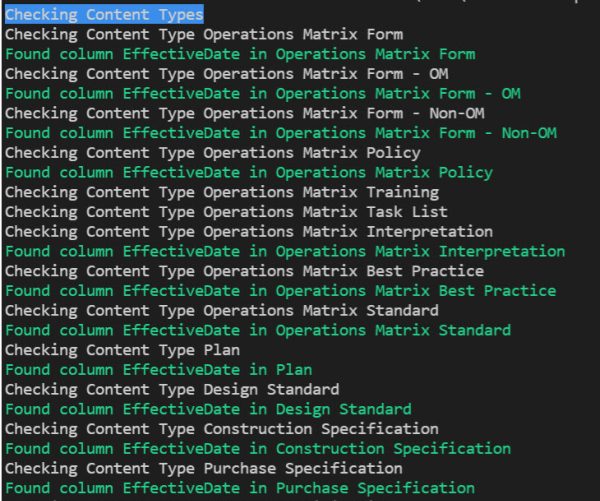 Checking Content Types
Checking Content Type Operations Matrix Form
Found column EffectiveDate in Operations Matrix Form
Checking Content Type Operations Matrix Form - OM
Found column EffectiveDate in Operations Matrix Form - OM
Checking Content Type Operations Matrix Form - Non-OM
Found column EffectiveDate in Operations Matrix Form - Non-OM
Checking Content Type Operations Matrix Policy
Found column EffectiveDate in Operations Matrix Policy
Checking Content Type Operations Matrix Training
Checking Content Type Operations Matrix Task List
Checking Content Type Operations Matrix Interpretation
Found column EffectiveDate in Operations Matrix Interpretation
Checking Content Type Operations Matrix Best Practice
Found column EffectiveDate in Operations Matrix Best Practice
Checking Content Type Operations Matrix Standard
Found column EffectiveDate in Operations Matrix Standard
Checking Content Type Plan
Found column EffectiveDate in Plan
Checking Content Type Design Standard
Found column EffectiveDate in Design Standard
Checking Content Type Construction Specification
Found column EffectiveDate in Construction Specification
Checking Content Type Purchase Specification
Found column EffectiveDate in Purchase Specification